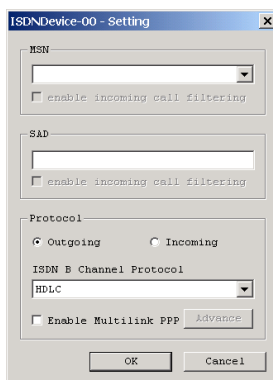 ISDNDevice-00 - Setting
MSN
enable incoming call filtering
SAD
enable incoming call filtering
Protocol
Outgoing Incoming
ISDN B Channel Protocol
HDLC
Enable Multilink PPP Advance
OK Cancel